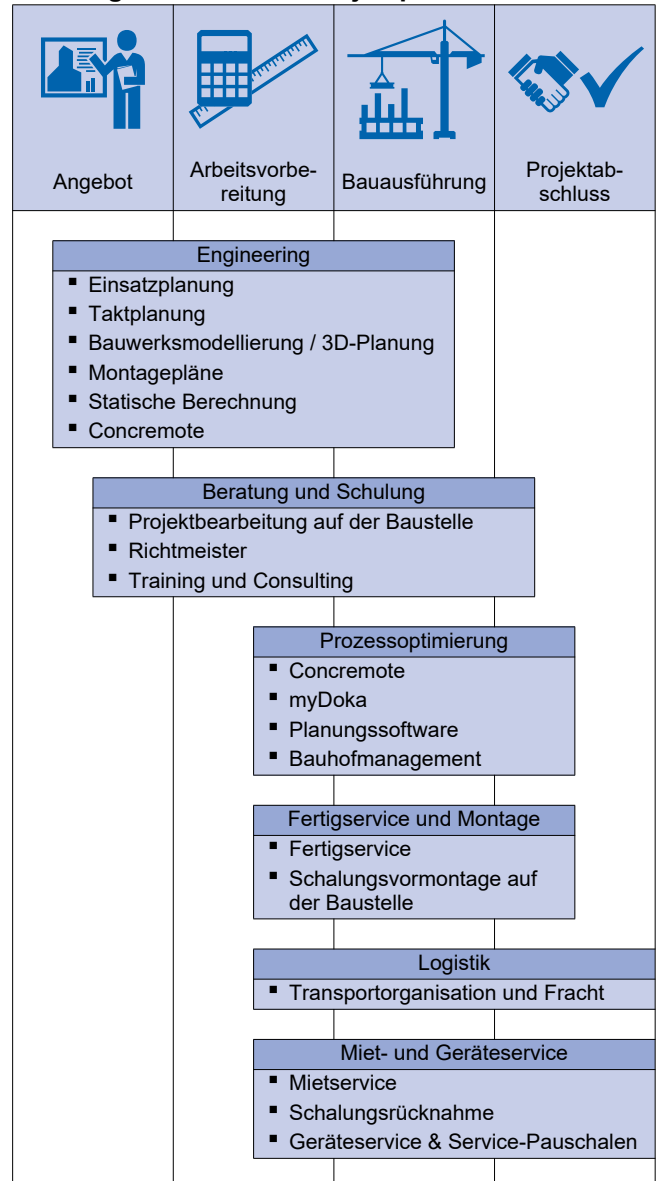 Angebot
Arbeitsvorbe-
reitung
Bauausführung
Projektab-
schluss
Engineering
▪ Einsatzplanung
▪ Taktplanung
▪ Bauwerksmodellierung / 3D-Planung
▪ Montagepläne
▪ Statische Berechnung
▪ Concremote
Beratung und Schulung
▪ Projektbearbeitung auf der Baustelle
▪ Richtmeister
▪ Training und Consulting
Prozessoptimierung
▪ Concremote
▪ myDoka
▪ Planungssoftware
▪ Bauhofmanagement
Fertigservice und Montage
▪ Fertigservice
▪ Schalungsvormontage auf
der Baustelle
Logistik
▪ Transportorganisation und Fracht
Miet- und Geräteservice
▪ Mietservice
▪ Schalungsrücknahme
▪ Geräteservice & Service-Pauschalen